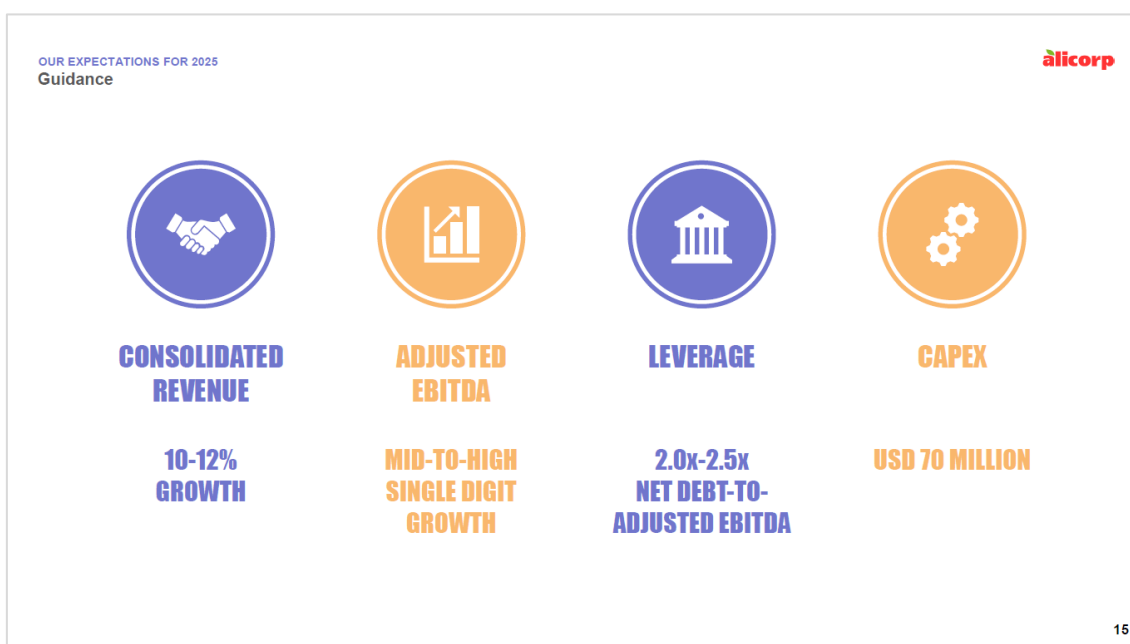 OUR EXPECTATIONS FOR 2025
Guidance
alicorp
CONSOLIDATED
REVENUE
10-12%
GROWTH
ADJUSTED
EBITDA
MID-TO-HIGH
SINGLE DIGIT
GROWTH
LEVERAGE
2.0x-2.5x
NET DEBT-TO-
ADJUSTED EBITDA
CAPEX
USD 70 MILLION
15